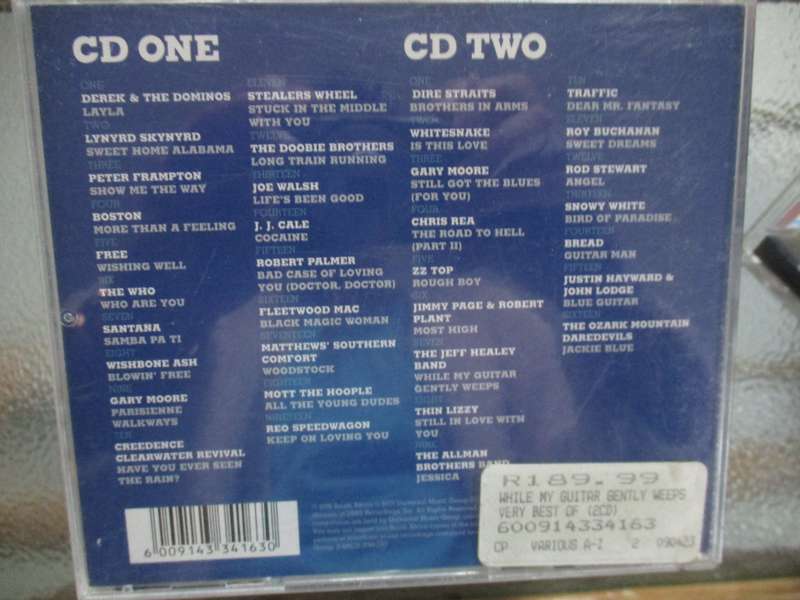 CD ONE
ONE
DEREK & THE DOMINOS
LAYLA
TWO
LYNYRD SKYNYRD
SWEET HOME ALABAMA
THREE
PETER FRAMPTON
SHOW ME THE WAY
FOUR
BOSTON
MORE THAN A FEELING
FIVE
FREE
WISHING WELL
SIX
THE WHO
WHO ARE YOU
SEVEN
SANTANA
SAMBA PA TI
EIGHT
WISHBONE ASH
BLOWIN' FREE
NINE
GARY MOORE
PARISIENNE
WALKWAYS
TEN
CREEDENCE
CLEARWATER REVIVAL
HAVE YOU EVER SEEN
THE RAIN?
ELEVEN
STEALERS WHEEL
STUCK IN THE MIDDLE
WITH YOU
TWELVE
THE DOOBIE BROTHERS
LONG TRAIN RUNNING
THIRTEEN
JOE WALSH
LIFE'S BEEN GOOD
FOURTEEN
J. J. CALE
COCAINE
FIFTEEN
ROBERT PALMER
BAD CASE OF LOVING
YOU (DOCTOR, DOCTOR)
SIXTEEN
FLEETWOOD MAC
BLACK MAGIC WOMAN
SEVENTEEN
MATTHEWS' SOUTHERN
COMFORT
WOODSTOCK
EIGHTEEN
MOTT THE HOOPLE
ALL THE YOUNG DUDES
NINETEEN
REO SPEEDWAGON
KEEP ON LOVING YOU
CD TWO
ONE
DIRE STRAITS
BROTHERS IN ARMS
TWO
WHITESNAKE
IS THIS LOVE
THREE
GARY MOORE
STILL GOT THE BLUES
(FOR YOU)
FOUR
CHRIS REA
THE ROAD TO HELL
(PART II)
FIVE
ZZ TOP
ROUGH BOY
SIX
JIMMY PAGE & ROBERT
PLANT
MOST HIGH
SEVEN
THE JEFF HEALEY
BAND
WHILE MY GUITAR
GENTLY WEEPS
EIGHT
THIN LIZZY
STILL IN LOVE WITH
YOU
NINE
THE ALLMAN
BROTHERS BAND
JESSICA
TEN
TRAFFIC
DEAR MR. FANTASY
ELEVEN
ROY BUCHANAN
SWEET DREAMS
TWELVE
ROD STEWART
ANGEL
THIRTEEN
SNOWY WHITE
BIRD OF PARADISE
FOURTEEN
BREAD
GUITAR MAN
FIFTEEN
JUSTIN HAYWARD &
JOHN LODGE
BLUE GUITAR
SIXTEEN
THE OZARK MOUNTAIN
DAREDEVILS
JACKIE BLUE
6 009143 341630
R189.99
WHILE MY GUITAR GENTLY WEEPS
VERY BEST OF (2CD)
600914334163
CP VARIOUS A-Z 2 090423